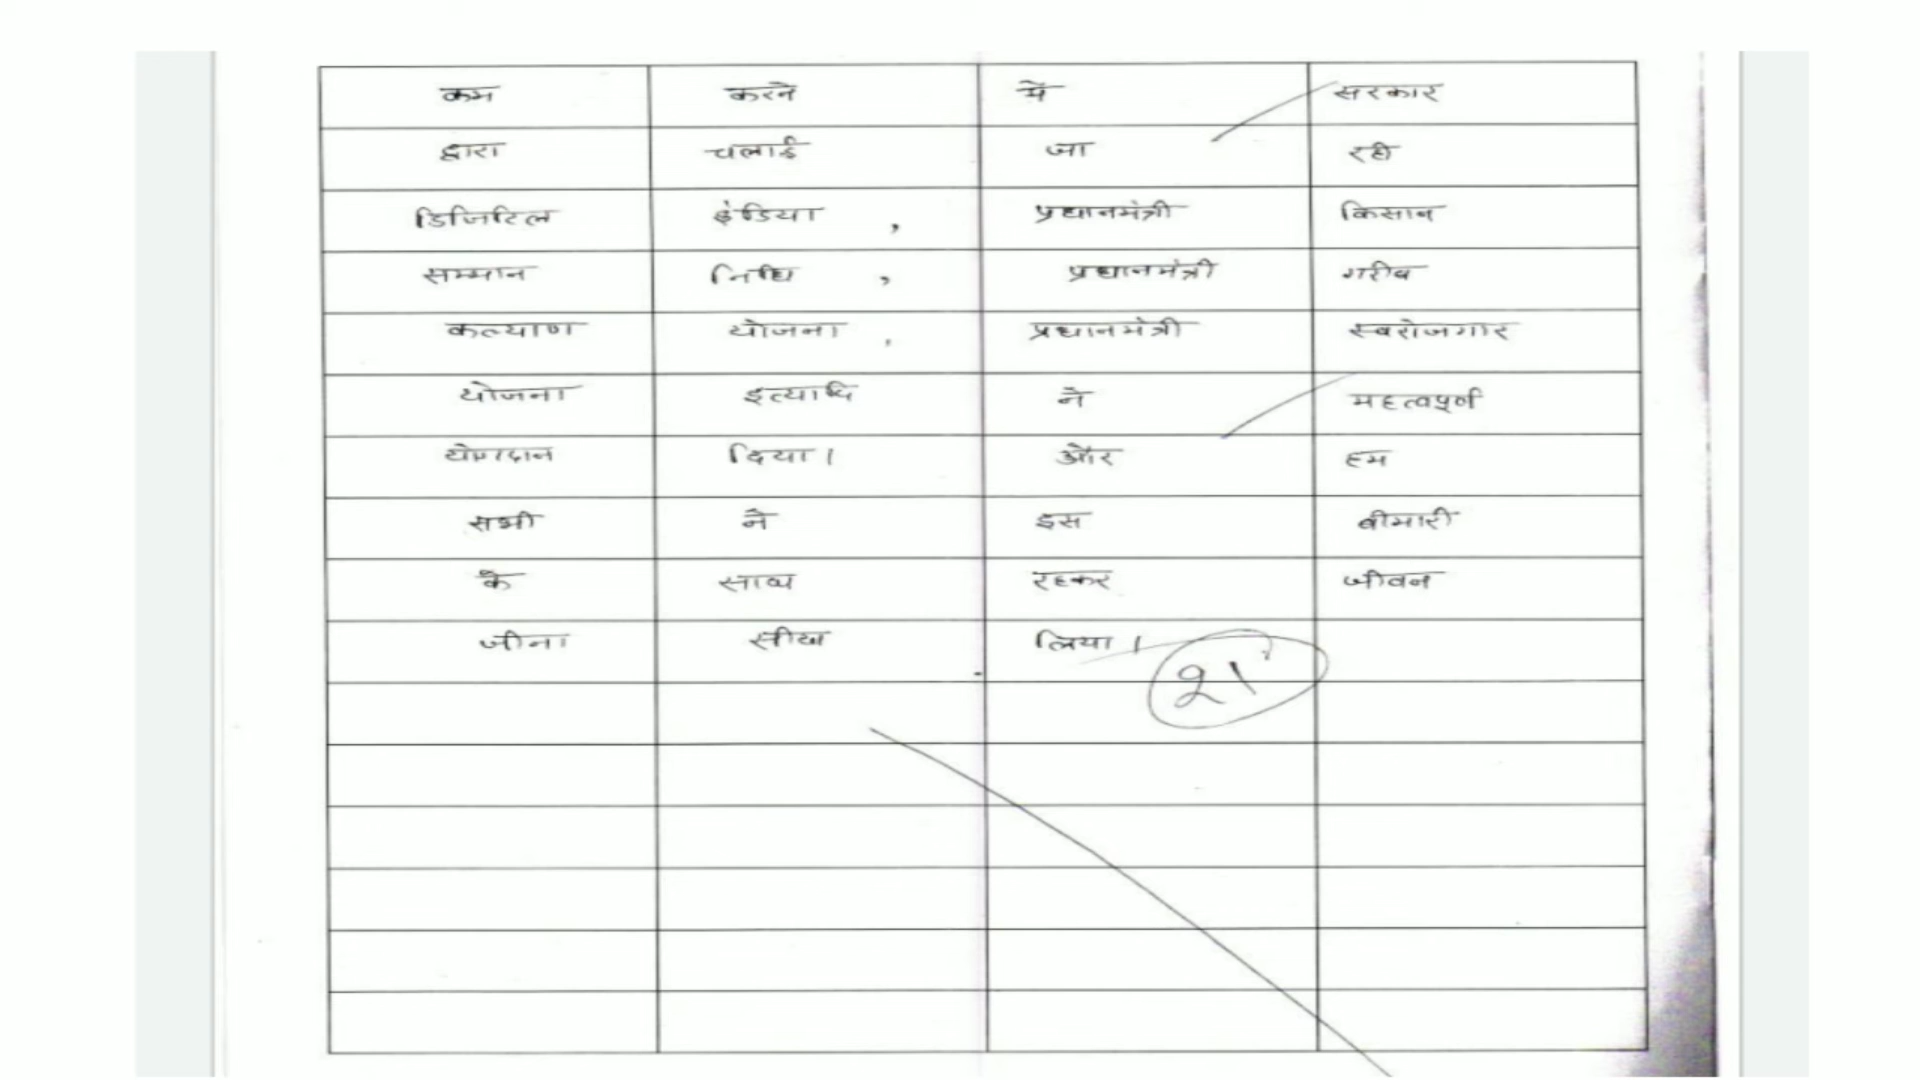 कम करने में सरकार
द्वारा चलाई जा रही
डिजिटिल इंडिया , प्रधानमंत्री किसान
सम्मान निधि , प्रधानमंत्री गरीब
कल्याण योजना , प्रधानमंत्री स्वरोजगार
योजना इत्यादि ने महत्वपूर्ण
योगदान दिया। और हम
सभी ने इस बीमारी
के साथ रहकर जीवन
जीना सीख लिया।
21